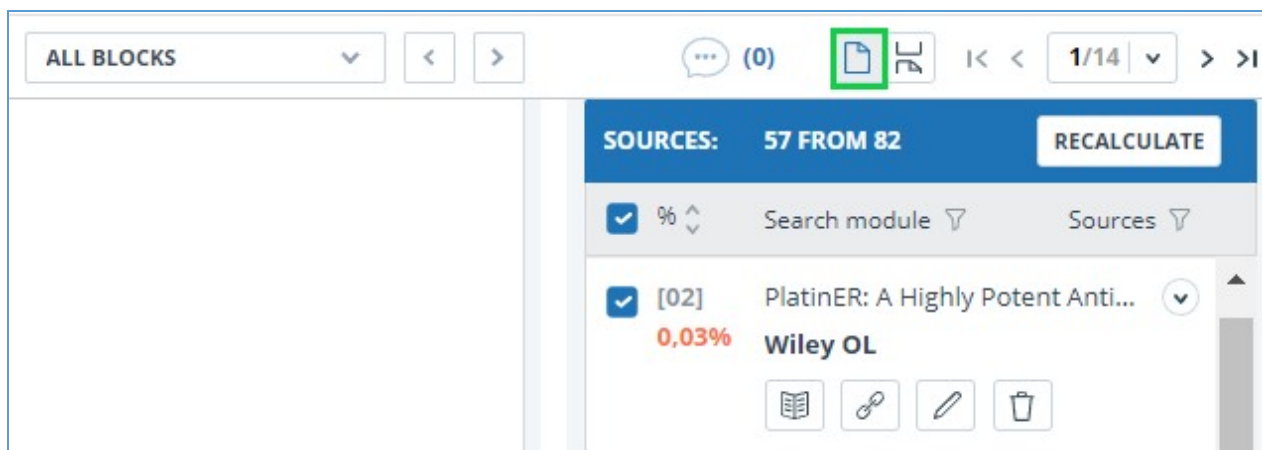 ALL BLOCKS
(0)
1/14
SOURCES: 57 FROM 82 RECALCULATE
% Search module Sources
[02] PlatinER: A Highly Potent Anti...
0,03% Wiley OL